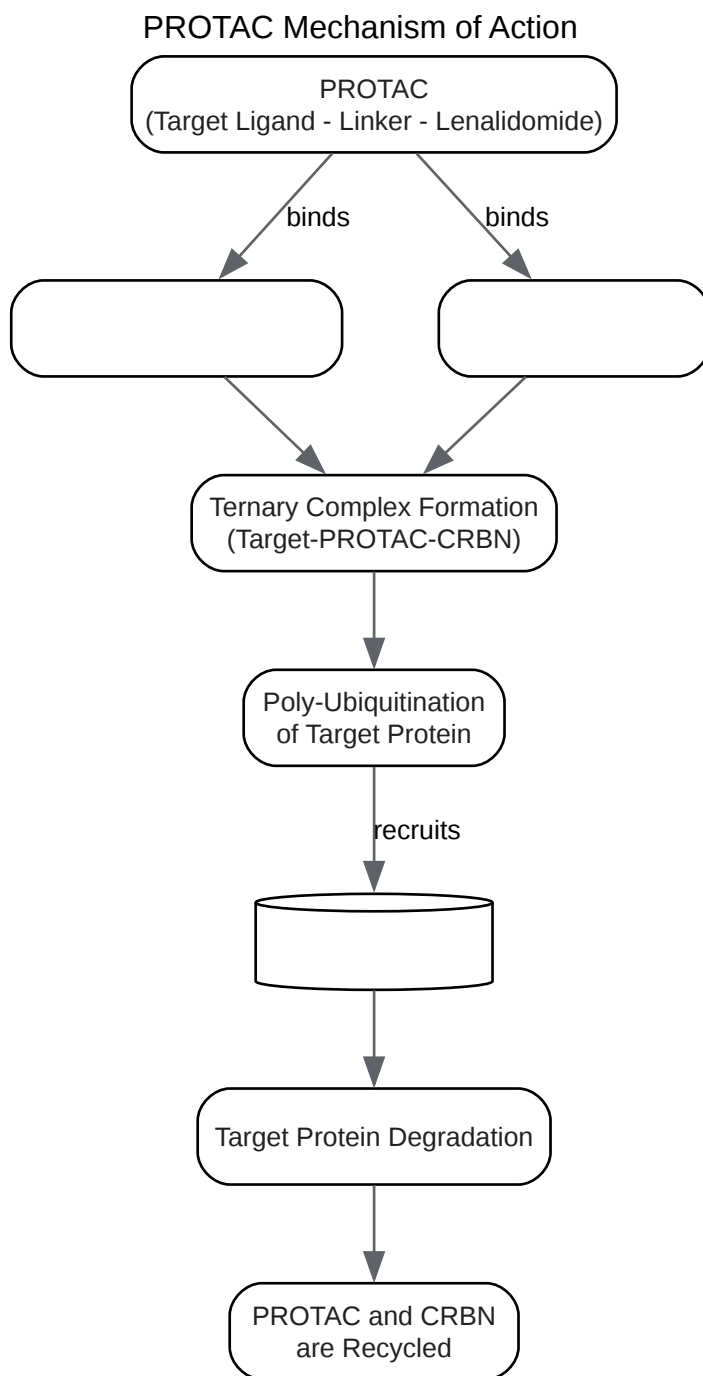 PROTAC Mechanism of Action
PROTAC
(Target Ligand - Linker - Lenalidomide)
binds
binds
Ternary Complex Formation
(Target-PROTAC-CRBN)
Poly-Ubiquitination
of Target Protein
recruits
Target Protein Degradation
PROTAC and CRBN
are Recycled